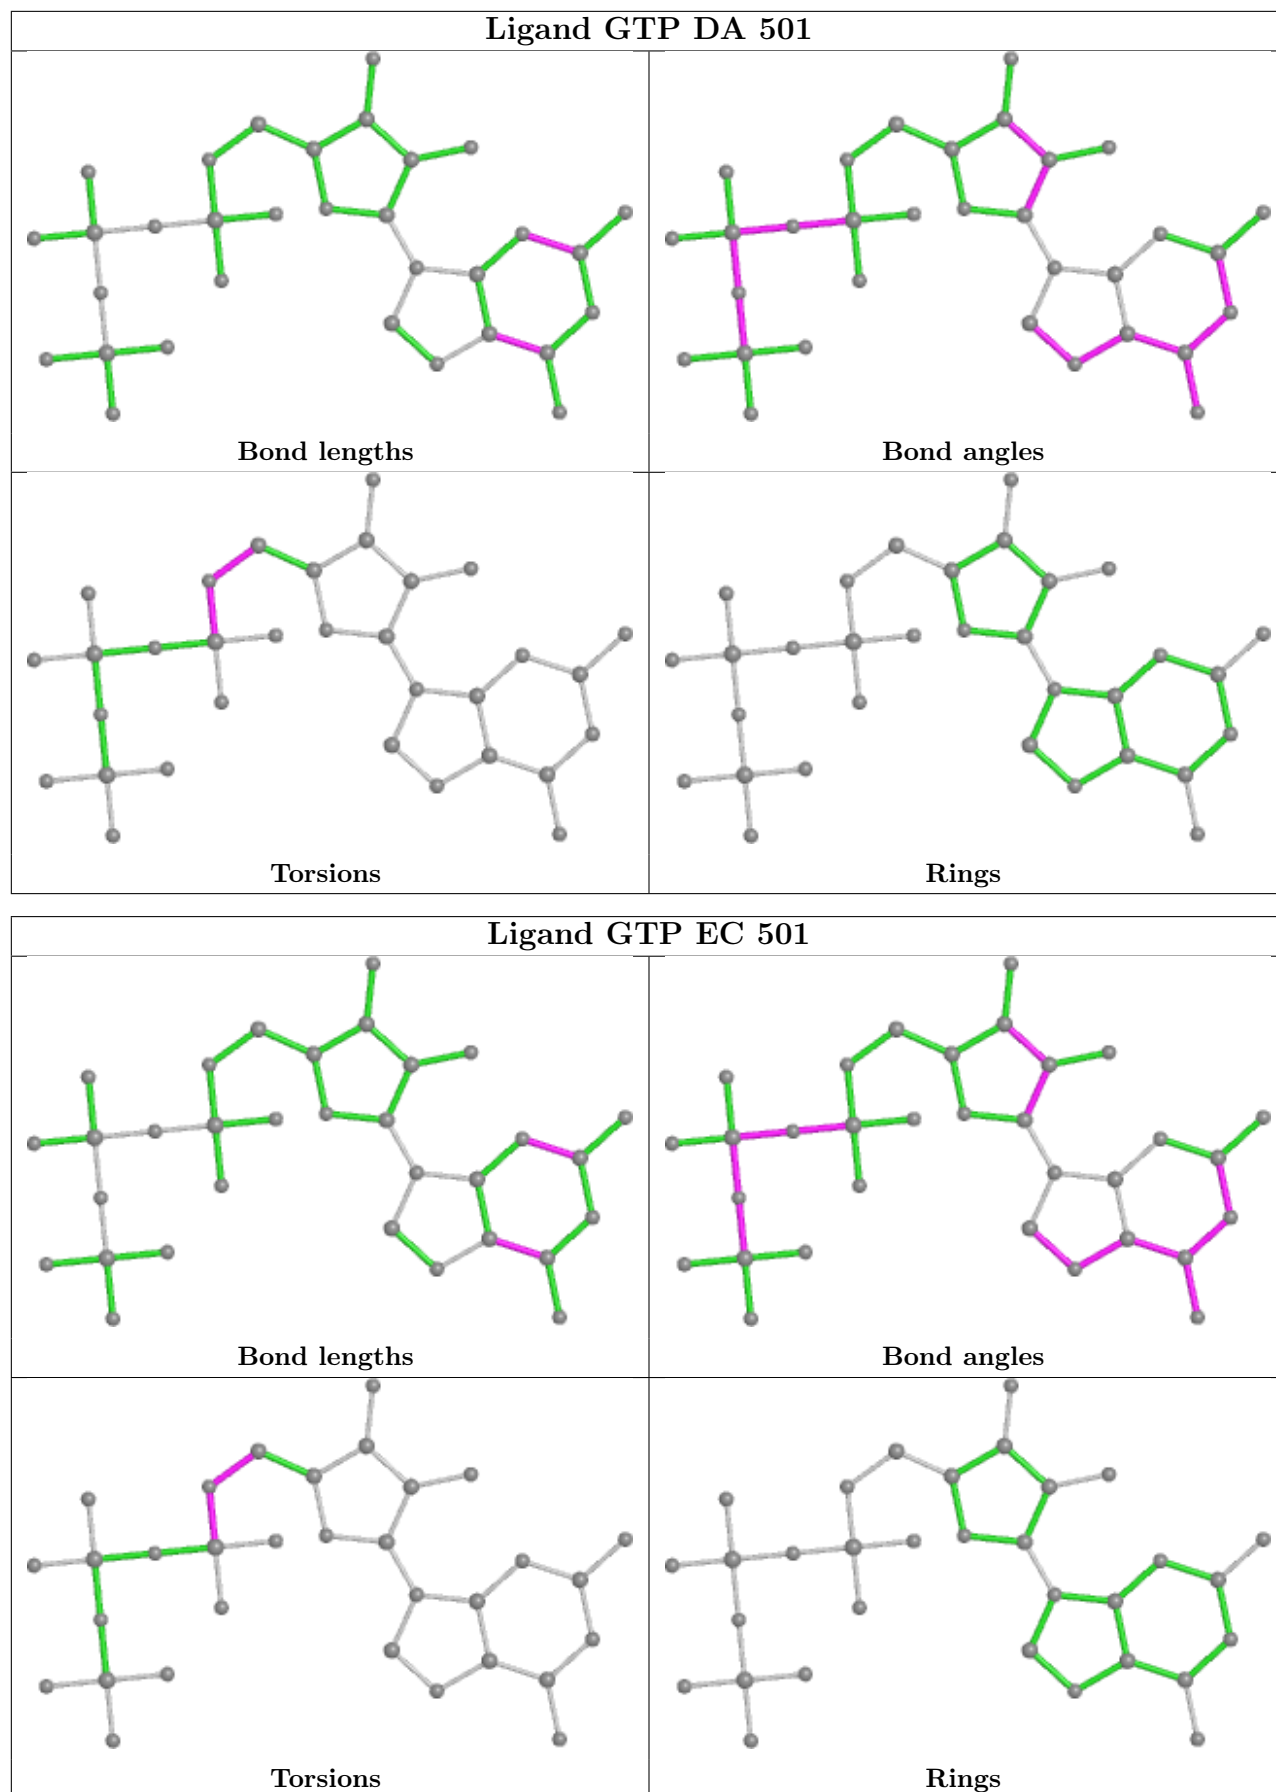 Ligand GTP DA 501
Bond lengths
Bond angles
Torsions
Rings
Ligand GTP EC 501
Bond lengths
Bond angles
Torsions
Rings